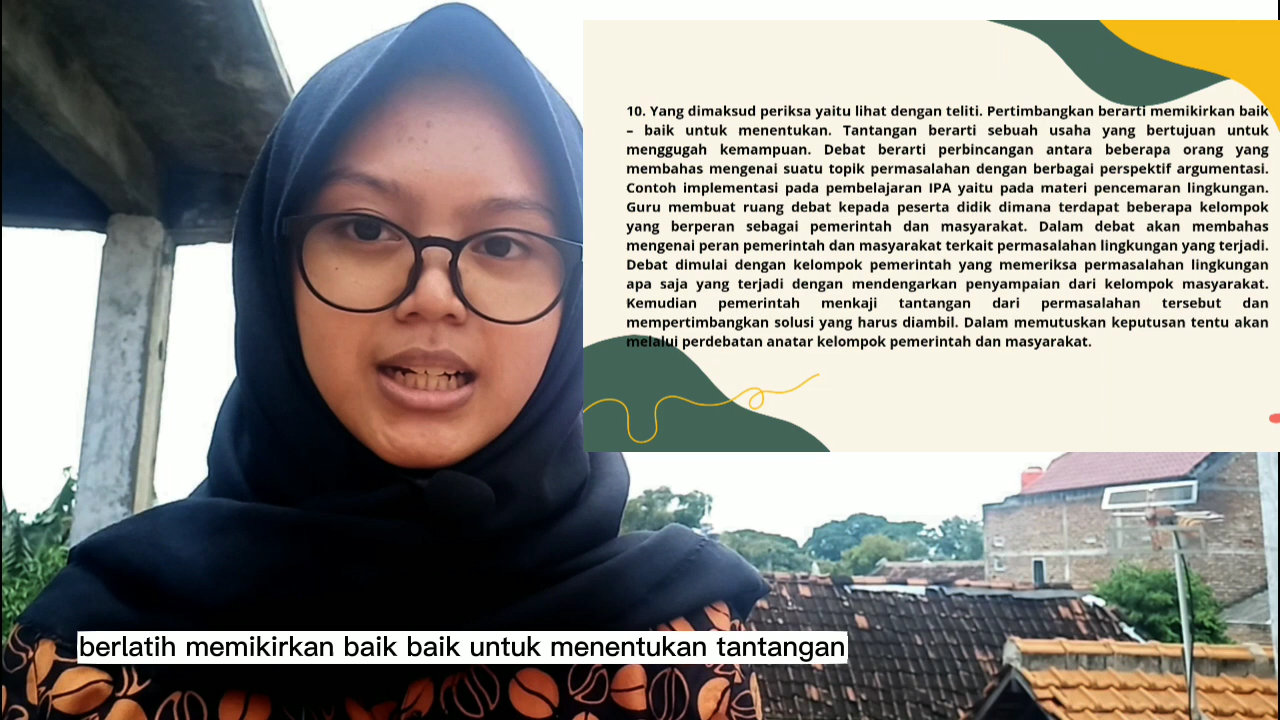 10. Yang dimaksud periksa yaitu lihat dengan teliti. Pertimbangkan berarti memikirkan baik
– baik untuk menentukan. Tantangan berarti sebuah usaha yang bertujuan untuk
menggugah kemampuan. Debat berarti perbincangan antara beberapa orang yang
membahas mengenai suatu topik permasalahan dengan berbagai perspektif argumentasi.
Contoh implementasi pada pembelajaran IPA yaitu pada materi pencemaran lingkungan.
Guru membuat ruang debat kepada peserta didik dimana terdapat beberapa kelompok
yang berperan sebagai pemerintah dan masyarakat. Dalam debat akan membahas
mengenai peran pemerintah dan masyarakat terkait permasalahan lingkungan yang terjadi.
Debat dimulai dengan kelompok pemerintah yang memeriksa permasalahan lingkungan
apa saja yang terjadi dengan mendengarkan penyampaian dari kelompok masyarakat.
Kemudian pemerintah menkaji tantangan dari permasalahan tersebut dan
mempertimbangkan solusi yang harus diambil. Dalam memutuskan keputusan tentu akan
melalui perdebatan anatar kelompok pemerintah dan masyarakat.
berlatih memikirkan baik baik untuk menentukan tantangan